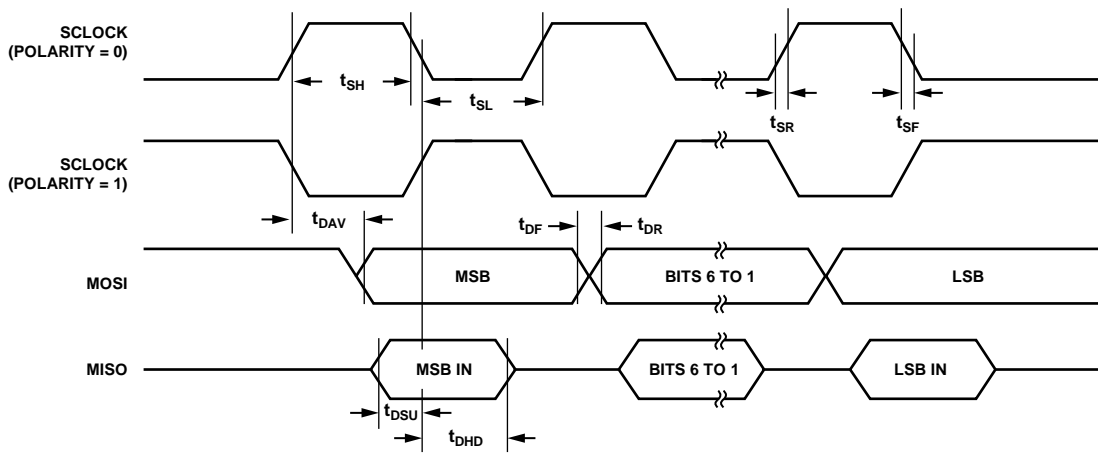 SCLOCK
(POLARITY = 0)
tSH
tSL
tSR
tSF
SCLOCK
(POLARITY = 1)
tDAV
tDF
tDR
MOSI
MSB
BITS 6 TO 1
LSB
MISO
MSB IN
BITS 6 TO 1
LSB IN
tDSU
tDHD